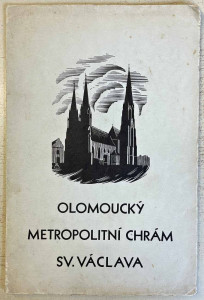 OLOMOUCKÝ
METROPOLITNÍ CHRÁM
SV. VÁCLAVA